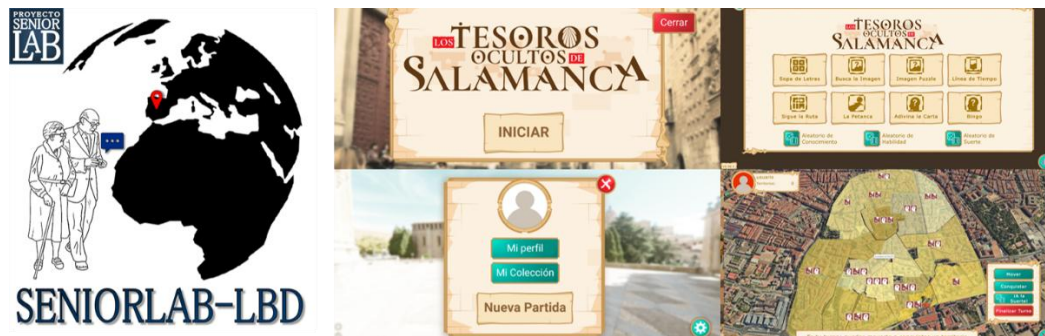 PROYECTO
SENIOR
LAB
SENIORLAB-LBD
Cerrar
LOS TESOROS
OCULTOS DE
SALAMANCA
INICIAR
LOS TESOROS
OCULTOS DE
SALAMANCA
Sopa de Letras
Busca la Imagen
Imagen Puzzle
Línea de Tiempo
Sigue la Ruta
La Petanca
Adivina la Carta
Bingo
Aleatorio de
Conocimiento
Aleatorio de
Habilidad
Aleatorio de
Suerte
Mi perfil
Mi Colección
Nueva Partida
Mover
Conquistar
Finalizar Turno